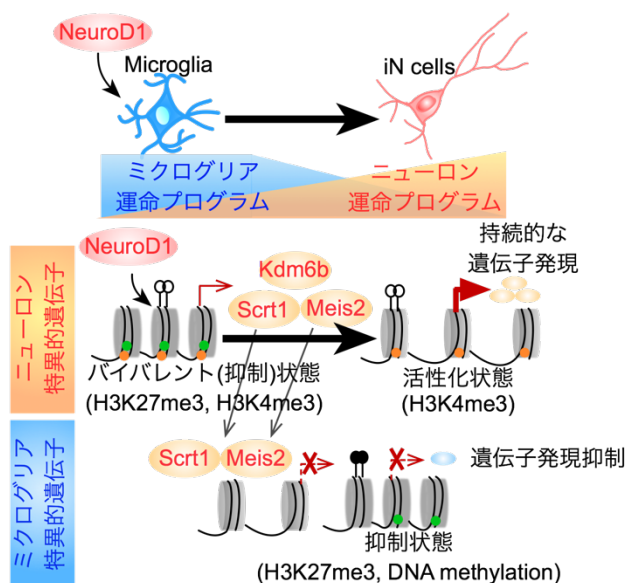 NeuroD1
Microglia
iN cells
ミクログリア
運命プログラム
ニューロン
運命プログラム
ニューロン
特異的遺伝子
NeuroD1
Kdm6b
Scrt1
Meis2
持続的な
遺伝子発現
バイバレント(抑制)状態
(H3K27me3, H3K4me3)
活性化状態
(H3K4me3)
ミクログリア
特異的遺伝子
Scrt1
Meis2
遺伝子発現抑制
抑制状態
(H3K27me3, DNA methylation)